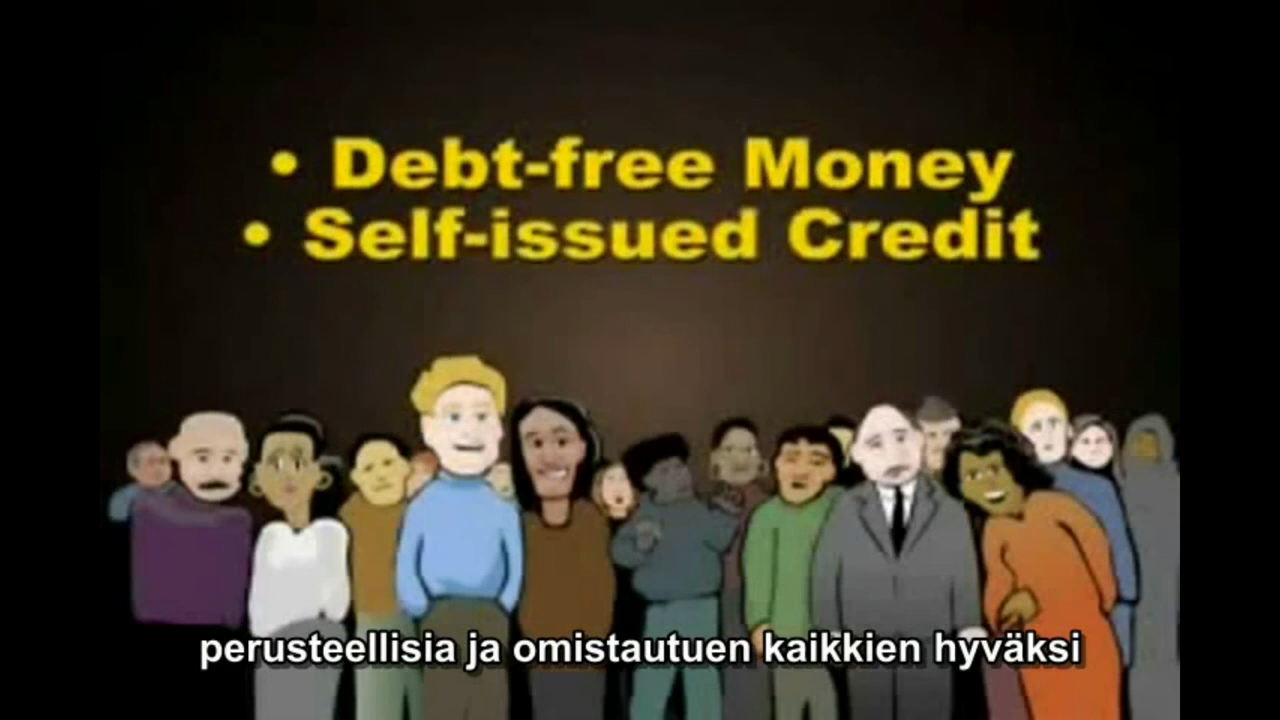 • Debt-free Money
• Self-issued Credit
perusteellisia ja omistautuen kaikkien hyväksi